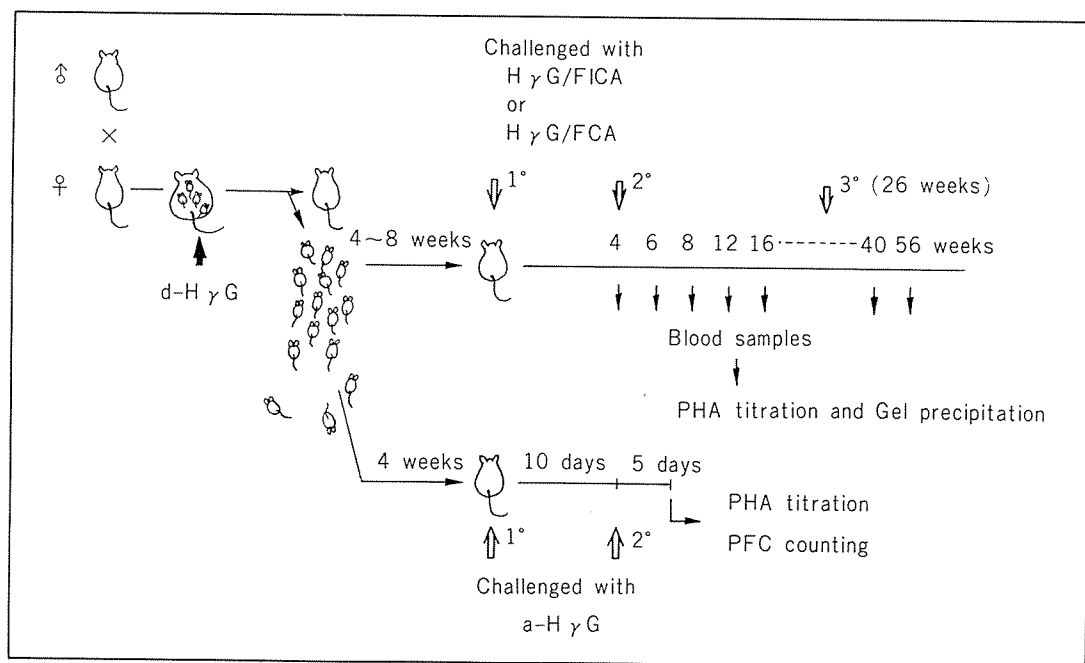 Challenged with
H γ G/FICA
or
H γ G/FCA
♂
×
♀
1°
2°
3° (26 weeks)
4~8 weeks
4 6 8 12 16 ·-------- 40 56 weeks
d-H γ G
Blood samples
PHA titration and Gel precipitation
4 weeks
10 days
5 days
PHA titration
1°
2°
PFC counting
Challenged with
a-H γ G